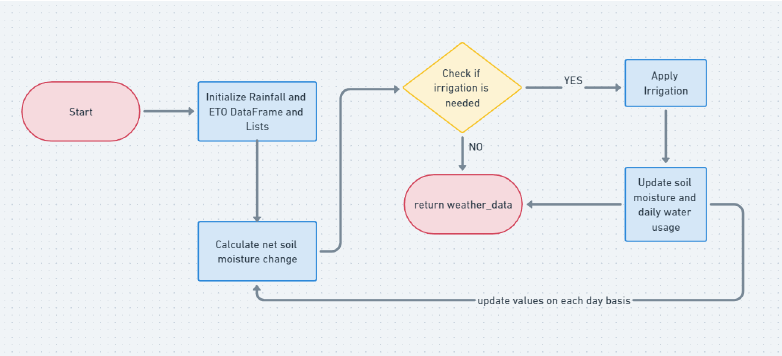 Start
Initialize Rainfall and
ETO DataFrame and
Lists
Calculate net soil
moisture change
Check if
irrigation is
needed
YES
NO
Apply
Irrigation
Update soil
moisture and
daily water
usage
return weather_data
update values on each day basis